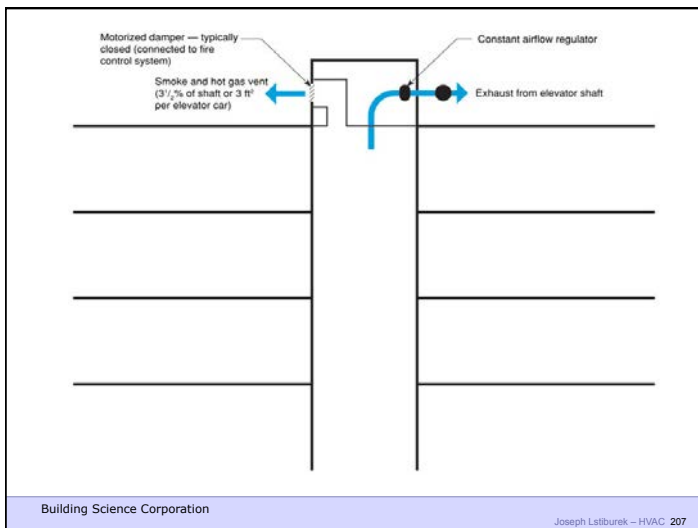 Motorized damper — typically
closed (connected to fire
control system)
Smoke and hot gas vent
(3¹/₂% of shaft or 3 ft²
per elevator car)
Constant airflow regulator
Exhaust from elevator shaft
Building Science Corporation
Joseph Lstiburek – HVAC 207